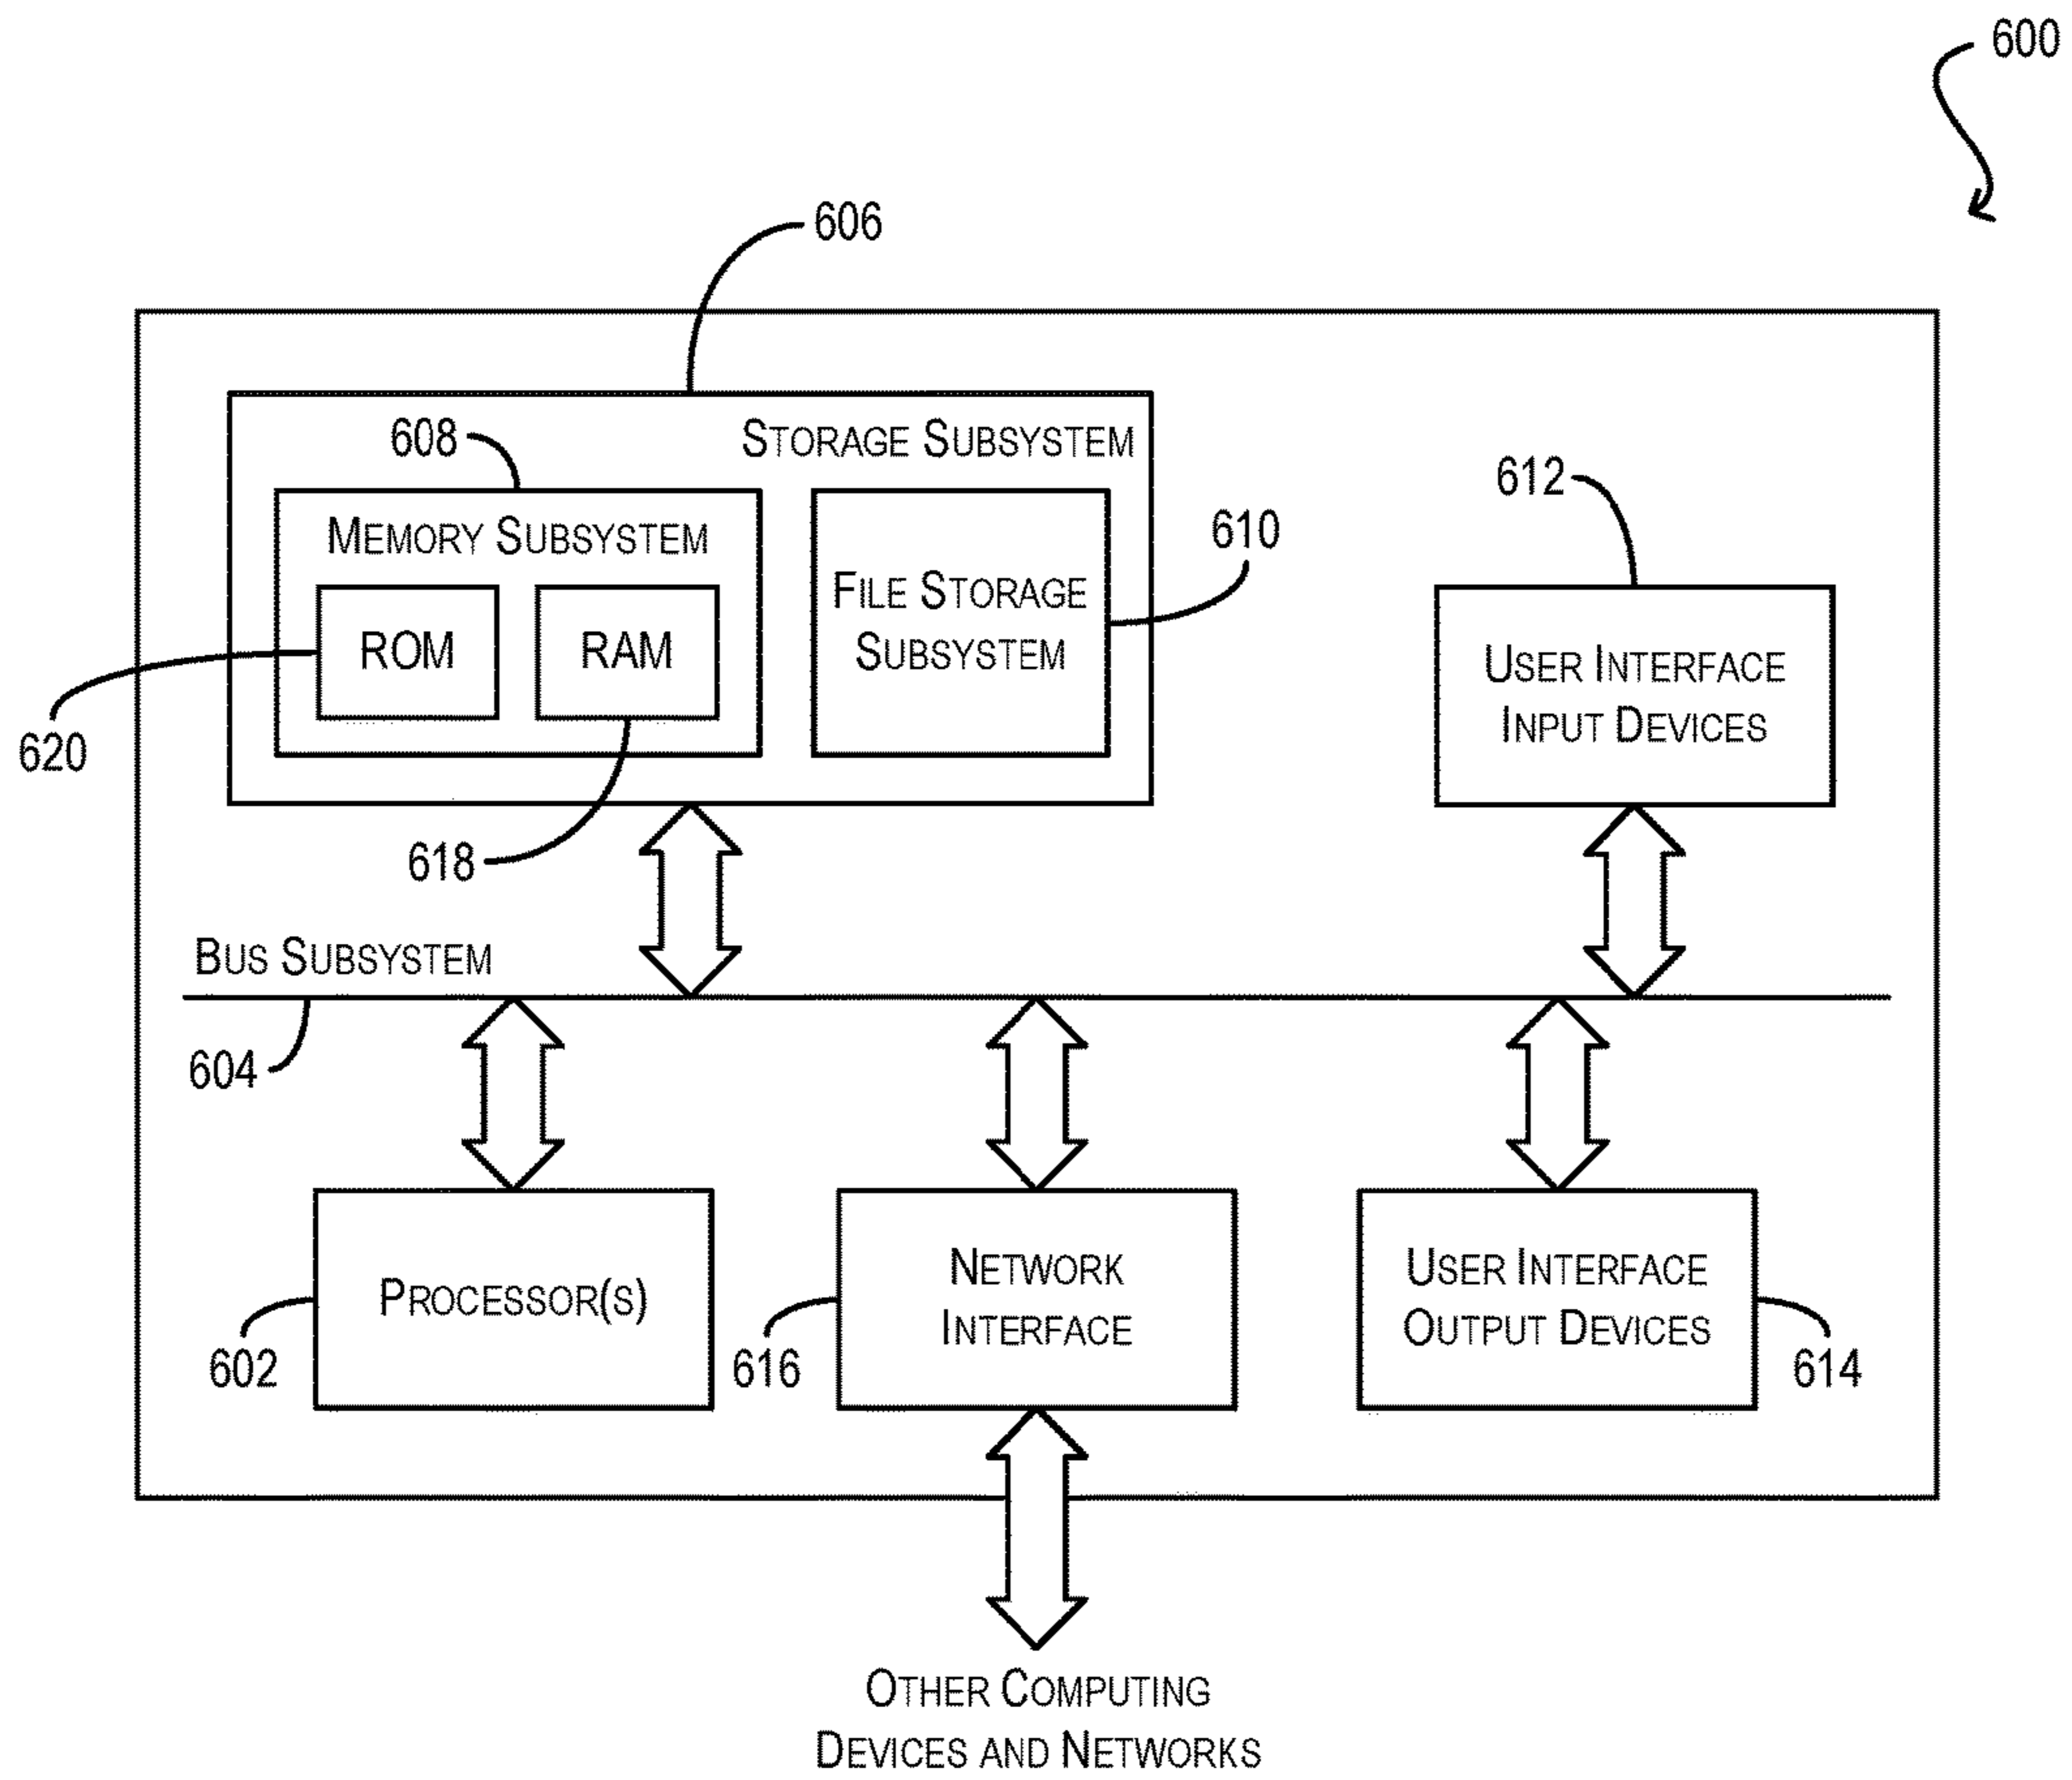 600
606
608
STORAGE SUBSYSTEM
612
MEMORY SUBSYSTEM
610
FILE STORAGE
SUBSYSTEM
ROM
RAM
USER INTERFACE
INPUT DEVICES
620
618
BUS SUBSYSTEM
604
PROCESSOR(S)
NETWORK
INTERFACE
USER INTERFACE
OUTPUT DEVICES
602
616
614
OTHER COMPUTING
DEVICES AND NETWORKS